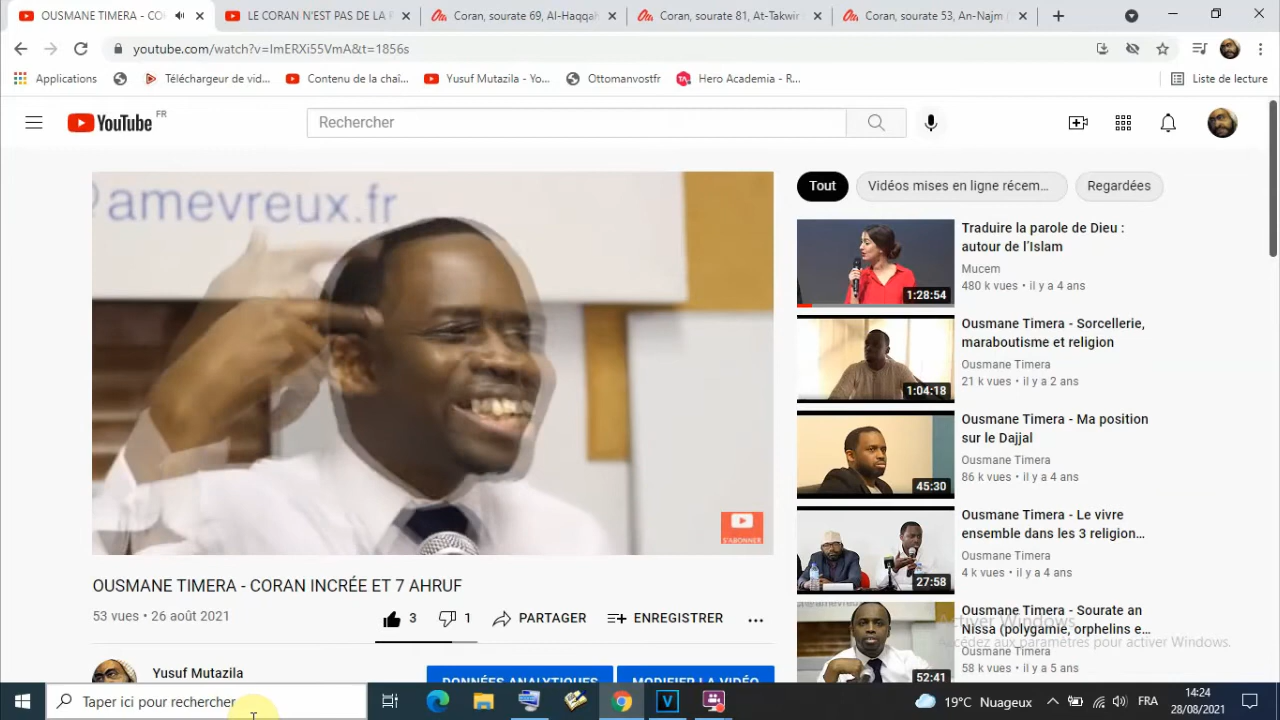 OUSMANE TIMERA - CO
LE CORAN N'EST PAS DE LA
Coran, sourate 69, Al-Haqqah
Coran, sourate 81, At-Takwir
Coran, sourate 53, An-Najm (
youtube.com/watch?v=ImERXi55VmA&t=1856s
Applications
Téléchargeur de vid...
Contenu de la chaî...
Yusuf Mutazila - Yo...
Ottomanvostfr
Hero Academia - R...
Liste de lecture
YouTube FR
Rechercher
@amevreux.fr
S'ABONNER
Tout
Vidéos mises en ligne récem...
Regardées
Traduire la parole de Dieu :
autour de l'Islam
Mucem
480 k vues • il y a 4 ans
1:28:54
Ousmane Timera - Sorcellerie,
maraboutisme et religion
Ousmane Timera
21 k vues • il y a 2 ans
1:04:18
Ousmane Timera - Ma position
sur le Dajjal
Ousmane Timera
86 k vues • il y a 4 ans
45:30
Ousmane Timera - Le vivre
ensemble dans les 3 religion...
Ousmane Timera
4 k vues • il y a 4 ans
27:58
Ousmane Timera - Sourate an
Nissa (polygamie, orphelins e...
Ousmane Timera
58 k vues • il y a 5 ans
52:41
OUSMANE TIMERA - CORAN INCRÉE ET 7 AHRUF
53 vues • 26 août 2021
3
1
PARTAGER
ENREGISTRER
Yusuf Mutazila
DONNÉES ANALYTIQUES
MODIFIER LA VIDÉO
Activer Windows
Accédez aux paramètres pour activer Windows.
Taper ici pour rechercher
19°C Nuageux
FRA
14:24
28/08/2021